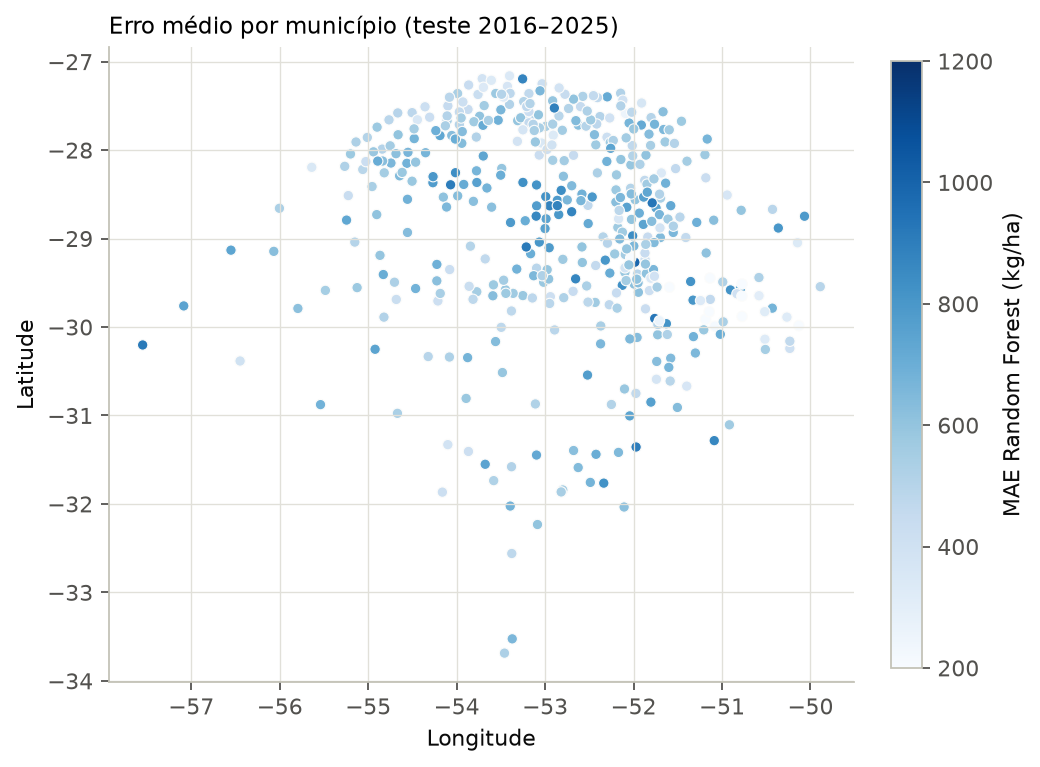 Erro médio por município (teste 2016–2025)
−27
−28
−29
−30
−31
−32
−33
−34
Latitude
−57 −56 −55 −54 −53 −52 −51 −50
Longitude
1200
1000
800
600
400
200
MAE Random Forest (kg/ha)